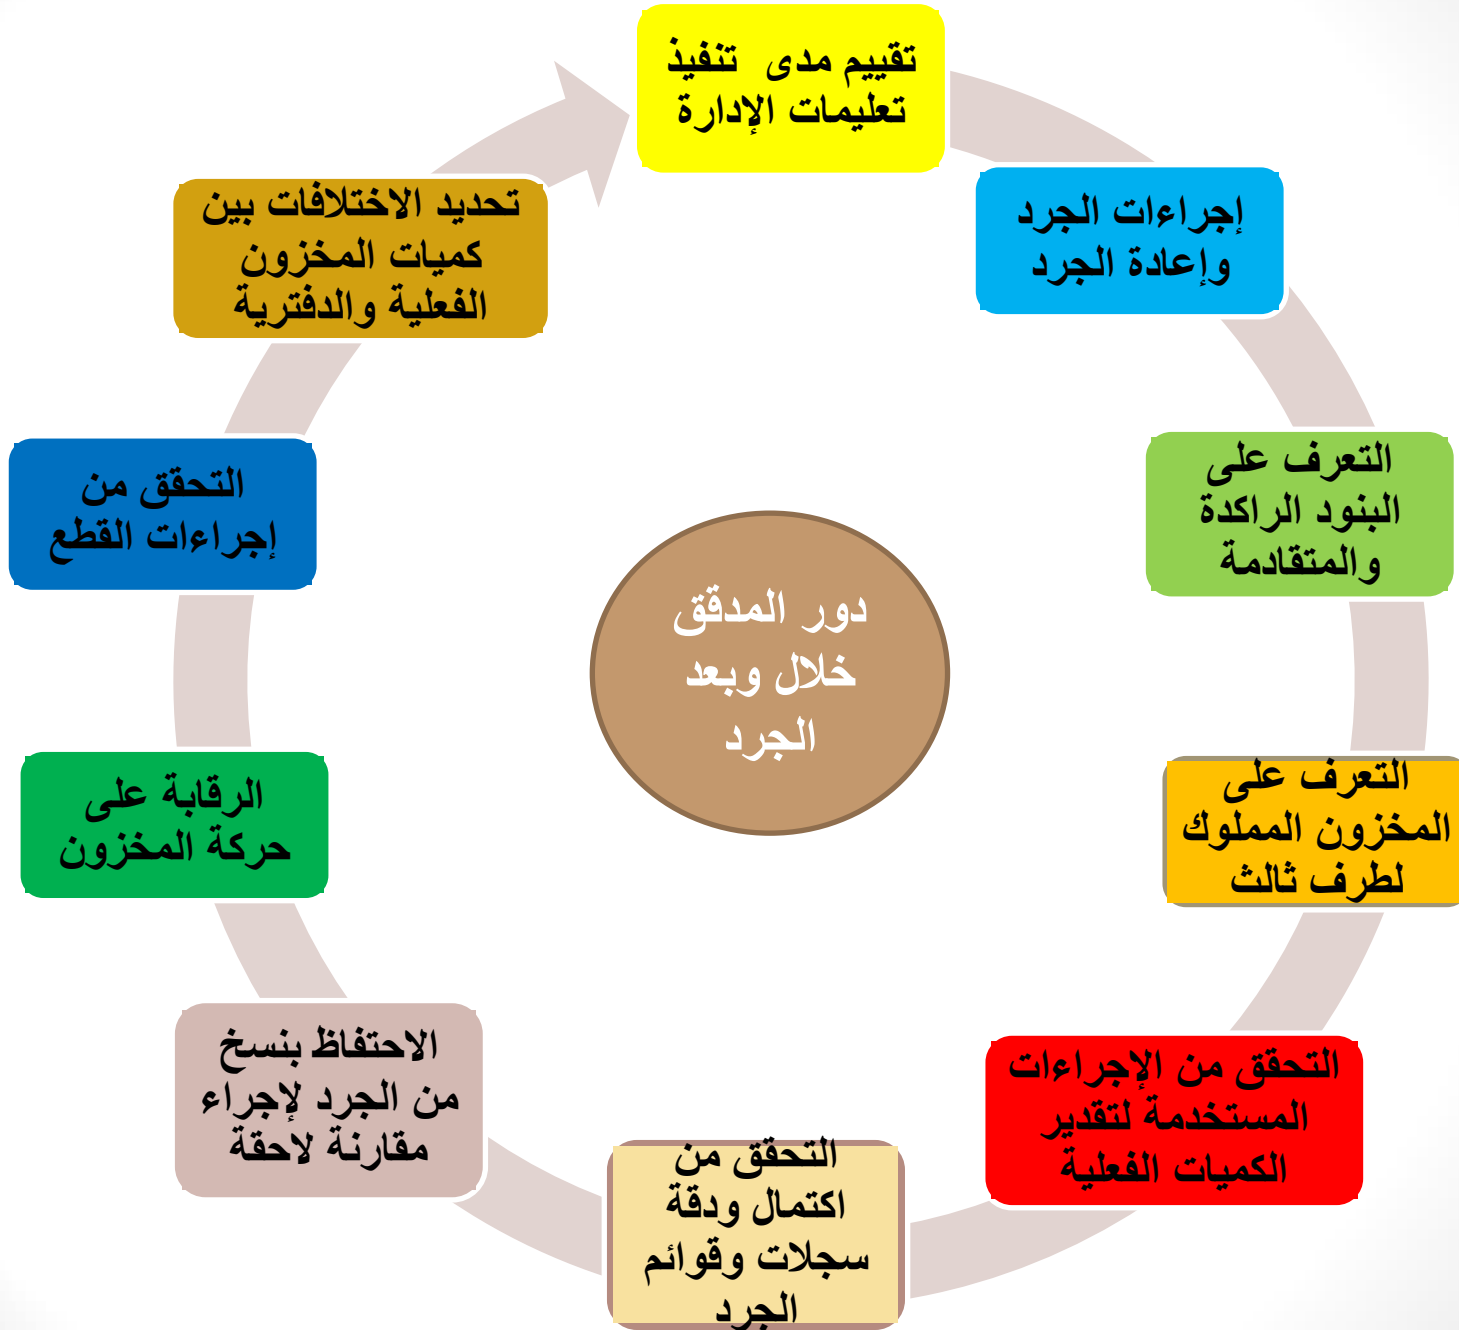 تقييم مدى تنفيذ
تعليمات الإدارة
إجراءات الجرد
وإعادة الجرد
التعرف على
البنود الراكدة
والمتقادمة
التعرف على
المخزون المملوك
لطرف ثالث
التحقق من الإجراءات
المستخدمة لتقدير
الكميات الفعلية
التحقق من
اكتمال ودقة
سجلات وقوائم
الجرد
الاحتفاظ بنسخ
من الجرد لإجراء
مقارنة لاحقة
الرقابة على
حركة المخزون
التحقق من
إجراءات القطع
تحديد الاختلافات بين
كميات المخزون
الفعلية والدفترية
دور المدقق
خلال وبعد
الجرد